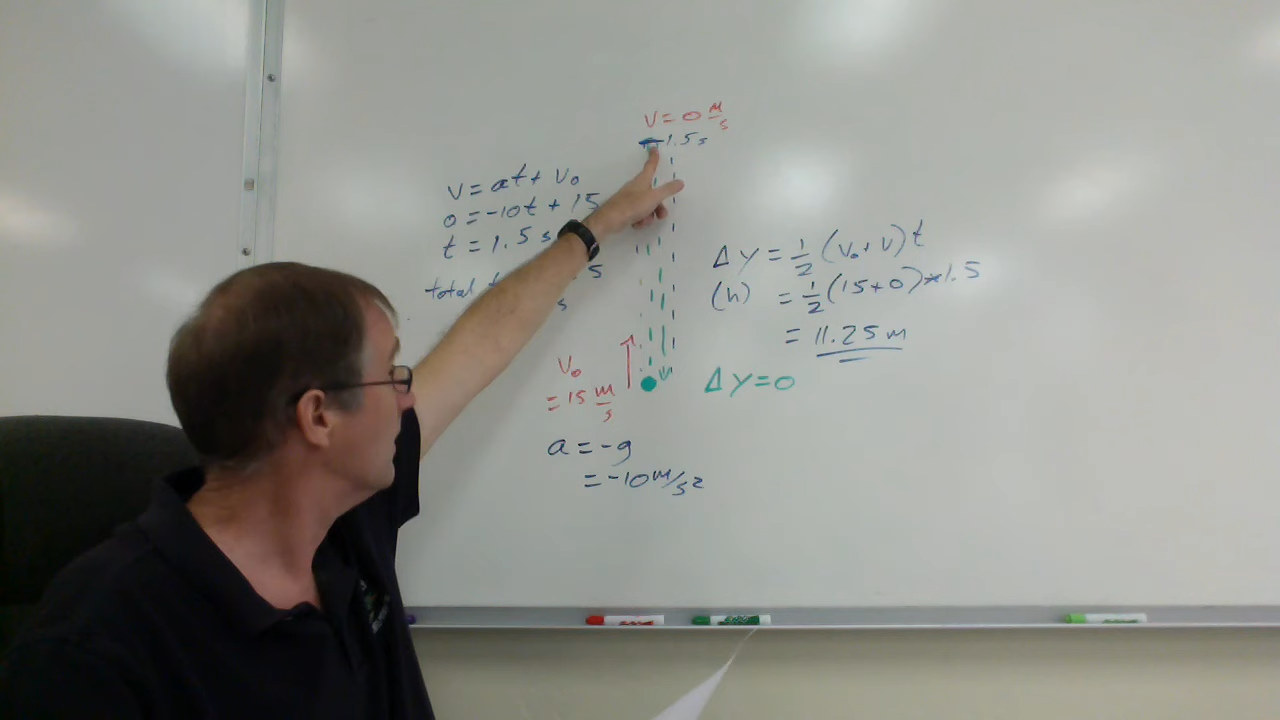 V = 0 m/s
1.5 s
V = at + V₀
0 = -10t + 15
t = 1.5 s
total
5
s
Δy = 1/2 (V₀ + V) t
(h) = 1/2 (15 + 0) * 1.5
= 11.25 m
V₀
= 15 m/s
Δy = 0
a = -g
= -10 m/s²